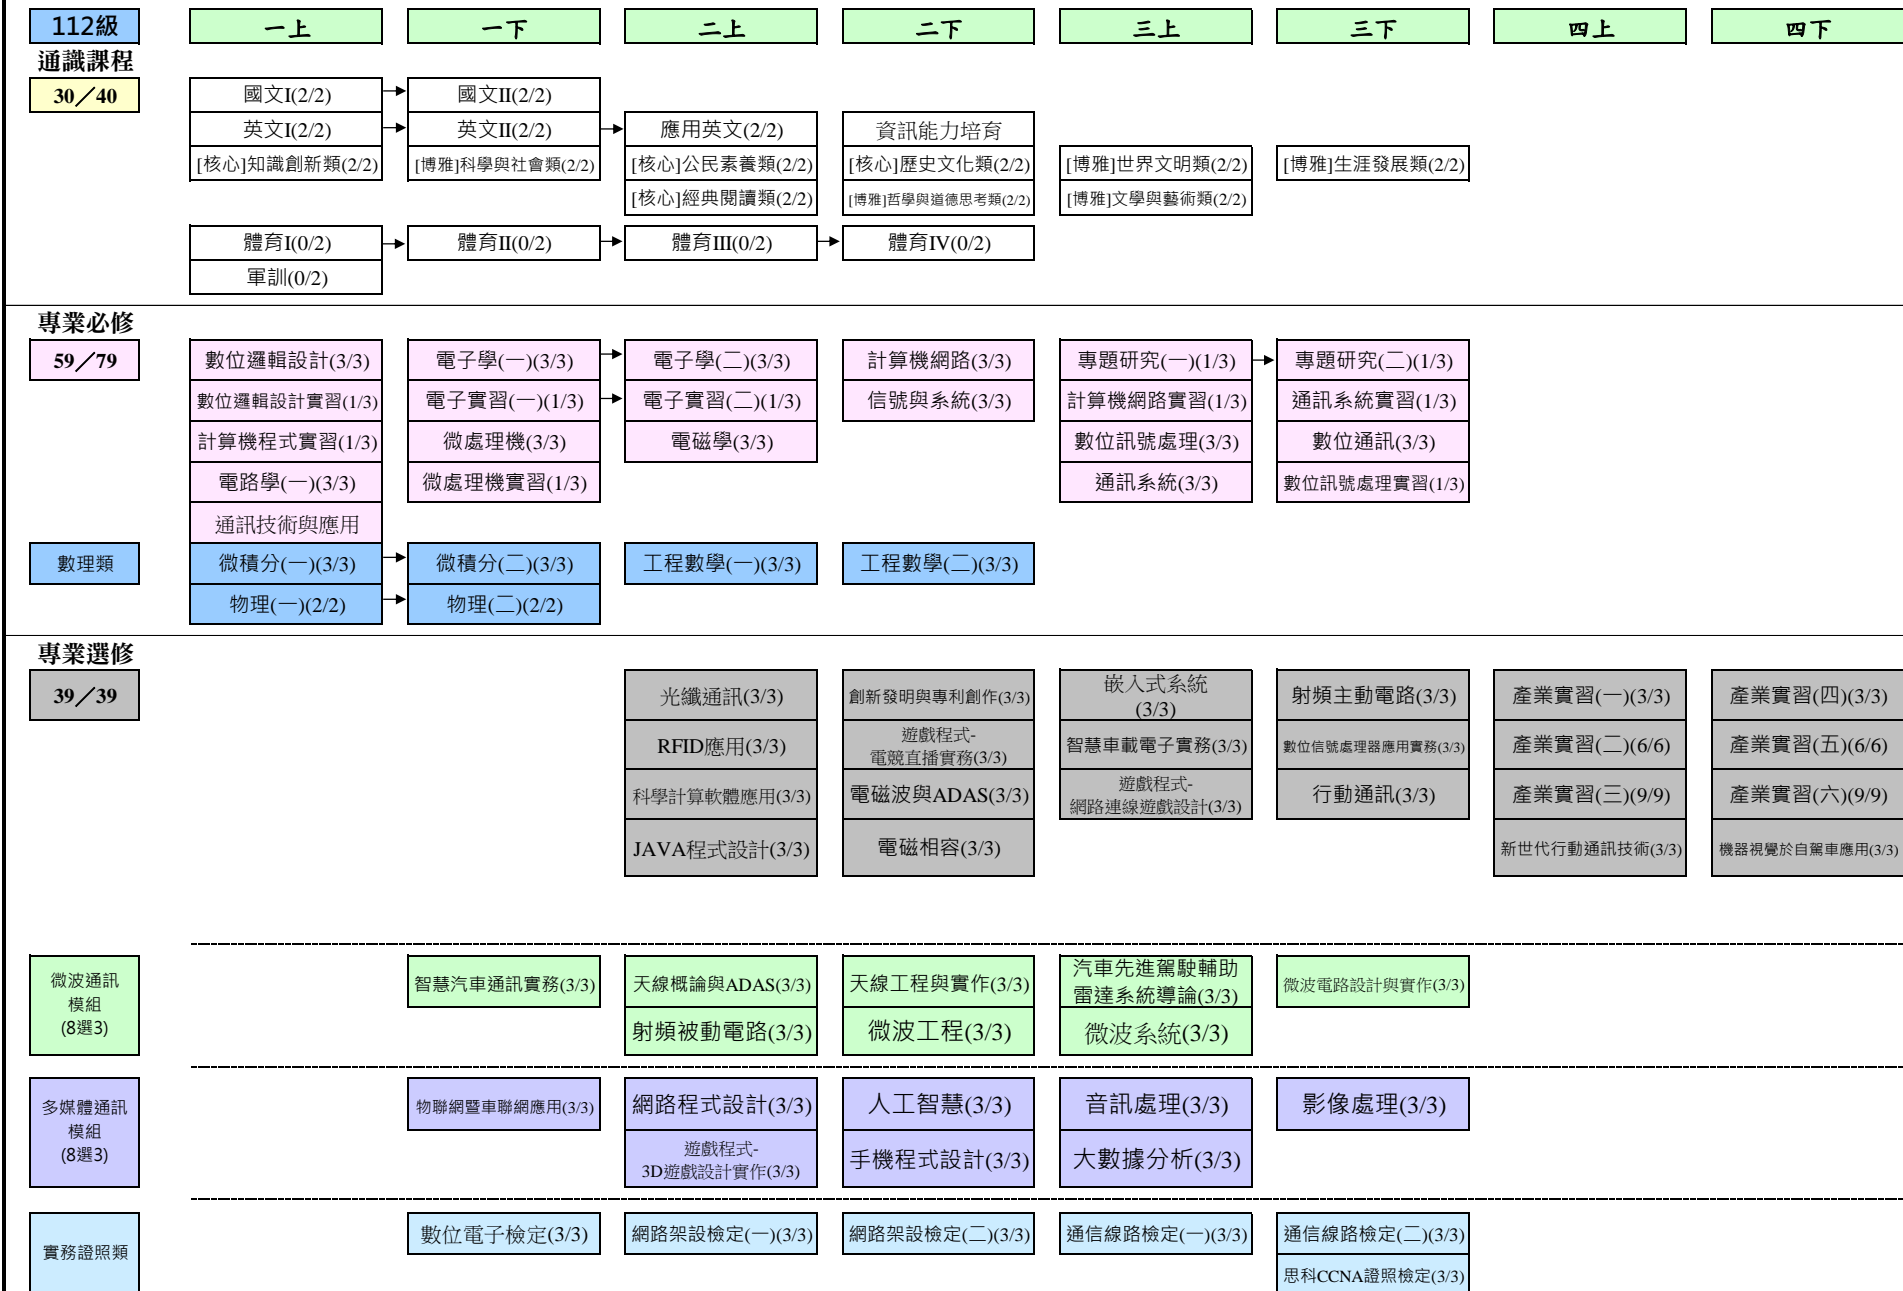 112級
一上
一下
二上
二下
三上
三下
四上
四下
通識課程
30／40
國文I(2/2)
國文II(2/2)
英文I(2/2)
英文II(2/2)
應用英文(2/2)
資訊能力培育
[核心]知識創新類(2/2)
[博雅]科學與社會類(2/2)
[核心]公民素養類(2/2)
[核心]歷史文化類(2/2)
[博雅]世界文明類(2/2)
[博雅]生涯發展類(2/2)
[核心]經典閱讀類(2/2)
[博雅]哲學與道德思考類(2/2)
[博雅]文學與藝術類(2/2)
體育I(0/2)
體育II(0/2)
體育III(0/2)
體育IV(0/2)
軍訓(0/2)
專業必修
59／79
數位邏輯設計(3/3)
電子學(一)(3/3)
電子學(二)(3/3)
計算機網路(3/3)
專題研究(一)(1/3)
專題研究(二)(1/3)
數位邏輯設計實習(1/3)
電子實習(一)(1/3)
電子實習(二)(1/3)
信號與系統(3/3)
計算機網路實習(1/3)
通訊系統實習(1/3)
計算機程式實習(1/3)
微處理機(3/3)
電磁學(3/3)
數位訊號處理(3/3)
數位通訊(3/3)
電路學(一)(3/3)
微處理機實習(1/3)
通訊系統(3/3)
數位訊號處理實習(1/3)
通訊技術與應用
數理類
微積分(一)(3/3)
微積分(二)(3/3)
工程數學(一)(3/3)
工程數學(二)(3/3)
物理(一)(2/2)
物理(二)(2/2)
專業選修
39／39
光纖通訊(3/3)
創新發明與專利創作(3/3)
嵌入式系統
(3/3)
射頻主動電路(3/3)
產業實習(一)(3/3)
產業實習(四)(3/3)
RFID應用(3/3)
遊戲程式-
電競直播實務(3/3)
智慧車載電子實務(3/3)
數位信號處理器應用實務(3/3)
產業實習(二)(6/6)
產業實習(五)(6/6)
科學計算軟體應用(3/3)
電磁波與ADAS(3/3)
遊戲程式-
網路連線遊戲設計(3/3)
行動通訊(3/3)
產業實習(三)(9/9)
產業實習(六)(9/9)
JAVA程式設計(3/3)
電磁相容(3/3)
新世代行動通訊技術(3/3)
機器視覺於自駕車應用(3/3)
微波通訊
模組
(8選3)
智慧汽車通訊實務(3/3)
天線概論與ADAS(3/3)
天線工程與實作(3/3)
汽車先進駕駛輔助
雷達系統導論(3/3)
微波電路設計與實作(3/3)
射頻被動電路(3/3)
微波工程(3/3)
微波系統(3/3)
多媒體通訊
模組
(8選3)
物聯網暨車聯網應用(3/3)
網路程式設計(3/3)
人工智慧(3/3)
音訊處理(3/3)
影像處理(3/3)
遊戲程式-
3D遊戲設計實作(3/3)
手機程式設計(3/3)
大數據分析(3/3)
實務證照類
數位電子檢定(3/3)
網路架設檢定(一)(3/3)
網路架設檢定(二)(3/3)
通信線路檢定(一)(3/3)
通信線路檢定(二)(3/3)
思科CCNA證照檢定(3/3)